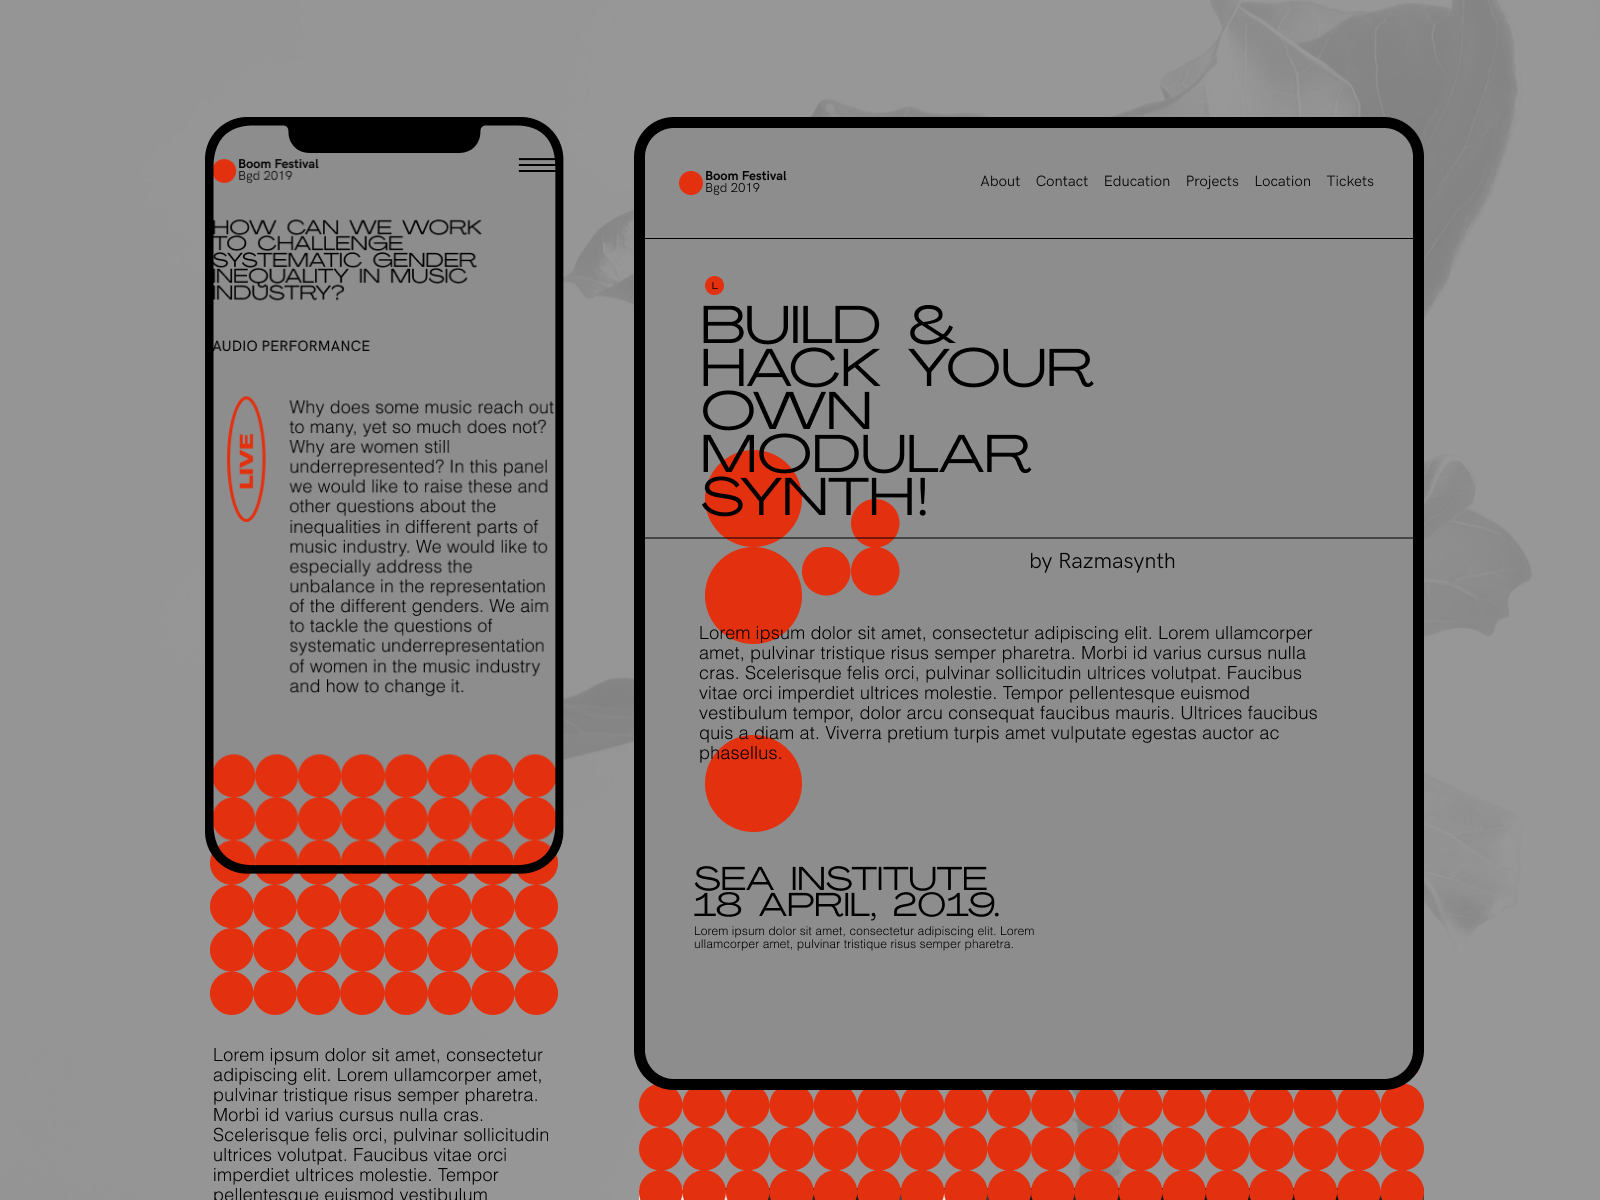 Boom Festival
Bgd 2019
HOW CAN WE WORK
TO CHALLENGE
SYSTEMATIC GENDER
INEQUALITY IN MUSIC
INDUSTRY?
AUDIO PERFORMANCE
LIVE
Why does some music reach out
to many, yet so much does not?
Why are women still
underrepresented? In this panel
we would like to raise these and
other questions about the
inequalities in different parts of
music industry. We would like to
especially address the
unbalance in the representation
of the different genders. We aim
to tackle the questions of
systematic underrepresentation
of women in the music industry
and how to change it.
Lorem ipsum dolor sit amet, consectetur
adipiscing elit. Lorem ullamcorper amet,
pulvinar tristique risus semper pharetra.
Morbi id varius cursus nulla cras.
Scelerisque felis orci, pulvinar sollicitudin
ultrices volutpat. Faucibus vitae orci
imperdiet ultrices molestie. Tempor
pellentesque euismod vestibulum
Boom Festival
Bgd 2019
About Contact Education Projects Location Tickets
L
BUILD &
HACK YOUR
OWN
MODULAR
SYNTH!
by Razmasynth
Lorem ipsum dolor sit amet, consectetur adipiscing elit. Lorem ullamcorper
amet, pulvinar tristique risus semper pharetra. Morbi id varius cursus nulla
cras. Scelerisque felis orci, pulvinar sollicitudin ultrices volutpat. Faucibus
vitae orci imperdiet ultrices molestie. Tempor pellentesque euismod
vestibulum tempor, dolor arcu consequat faucibus mauris. Ultrices faucibus
quis a diam at. Viverra pretium turpis amet vulputate egestas auctor ac
phasellus.
SEA INSTITUTE
18 APRIL, 2019.
Lorem ipsum dolor sit amet, consectetur adipiscing elit. Lorem
ullamcorper amet, pulvinar tristique risus semper pharetra.